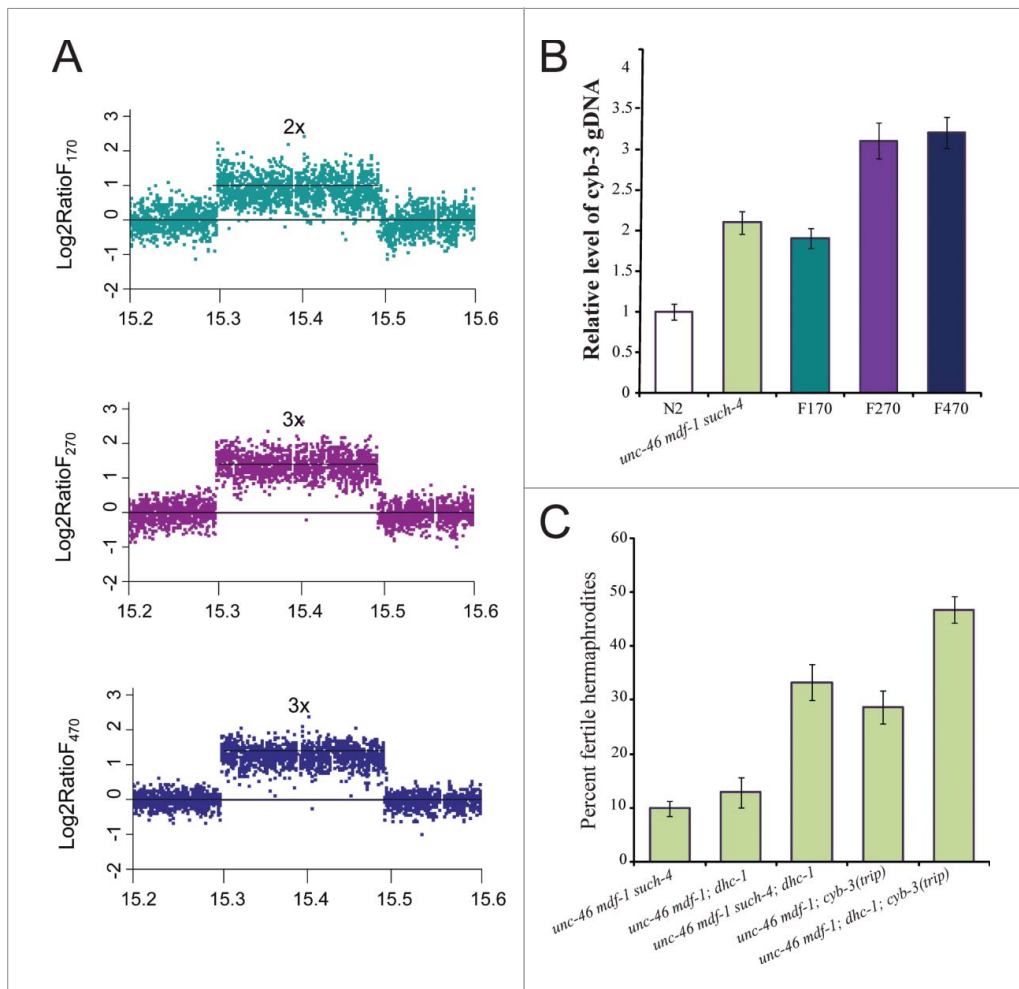 A
Log2RatioF170
3
2
1
0
-1
-2
2x
15.2 15.3 15.4 15.5 15.6
Log2RatioF270
3
2
1
0
-1
-2
3x
15.2 15.3 15.4 15.5 15.6
Log2RatioF470
3
2
1
0
-1
-2
3x
15.2 15.3 15.4 15.5 15.6
B
Relative level of cyb-3 gDNA
4
3.5
3
2.5
2
1.5
1
0.5
0
N2
unc-46 mdf-1 such-4
F170
F270
F470
C
Percent fertile hermaphrodites
60
50
40
30
20
10
0
unc-46 mdf-1 such-4
unc-46 mdf-1; dhc-1
unc-46 mdf-1 such-4; dhc-1
unc-46 mdf-1; cyb-3(trip)
unc-46 mdf-1; dhc-1; cyb-3(trip)